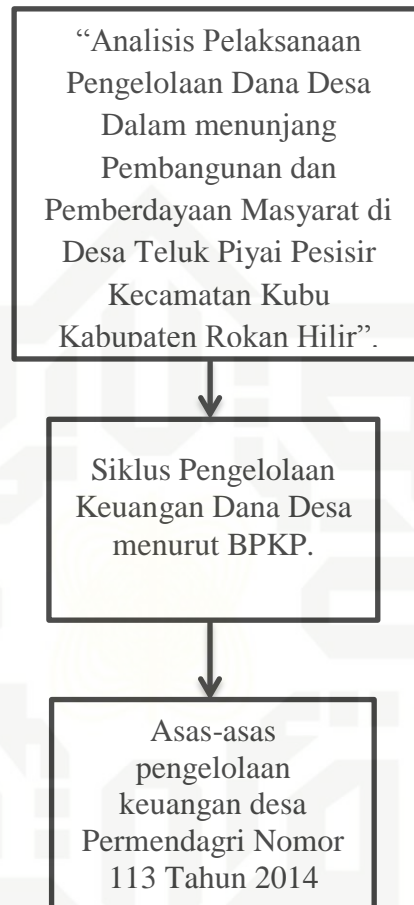 “Analisis Pelaksanaan
Pengelolaan Dana Desa
Dalam menunjang
Pembangunan dan
Pemberdayaan Masyarat di
Desa Teluk Piyai Pesisir
Kecamatan Kubu
Kabupaten Rokan Hilir”.
Siklus Pengelolaan
Keuangan Dana Desa
menurut BPKP.
Asas-asas
pengelolaan
keuangan desa
Permendagri Nomor
113 Tahun 2014